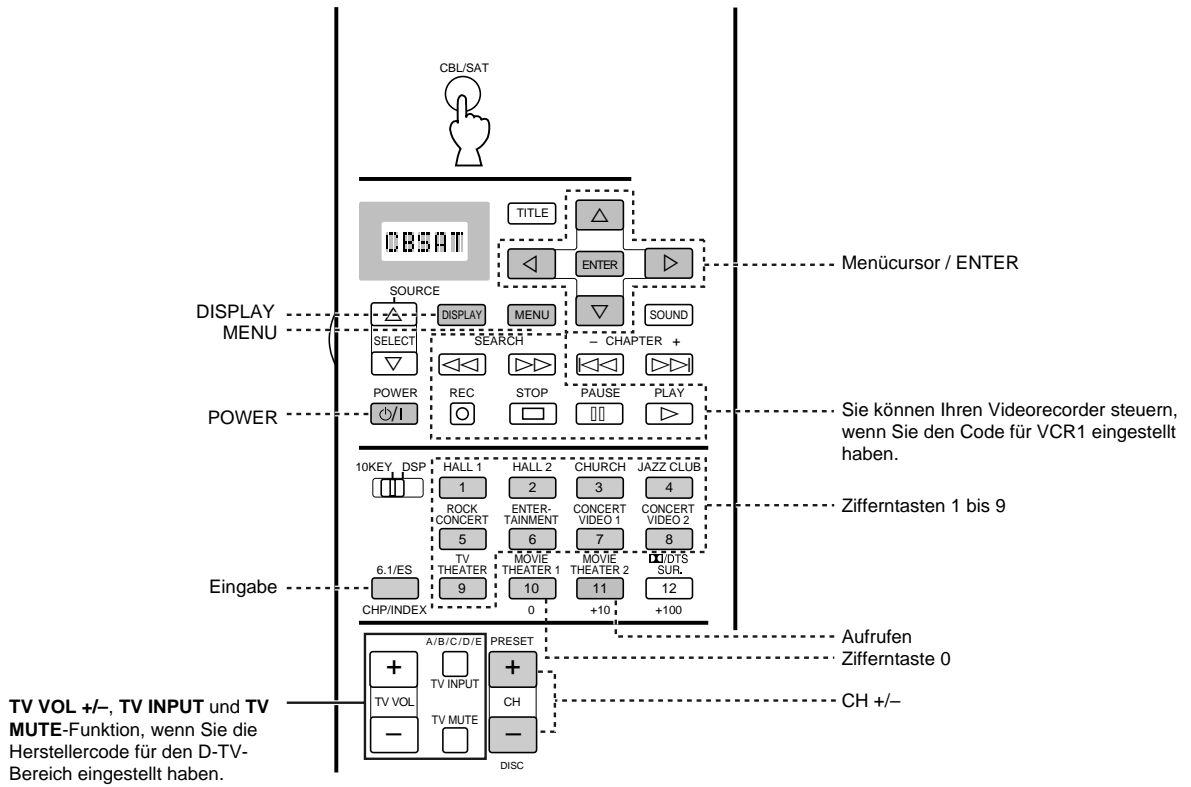 CBL/SAT
CBSAT
TITLE
ENTER
Menücursor / ENTER
SOURCE
DISPLAY
MENU
SELECT
DISPLAY
MENU
SOUND
SEARCH
– CHAPTER +
POWER
REC
STOP
PAUSE
PLAY
POWER
Sie können Ihren Videorecorder steuern,
wenn Sie den Code für VCR1 eingestellt
haben.
10KEY
DSP
HALL 1
HALL 2
CHURCH
JAZZ CLUB
1
2
3
4
Zifferntasten 1 bis 9
ROCK
CONCERT
ENTER-
TAINMENT
CONCERT
VIDEO 1
CONCERT
VIDEO 2
5
6
7
8
6.1/ES
TV
THEATER
MOVIE
THEATER 1
MOVIE
THEATER 2
/DTS
SUR.
Eingabe
9
10
11
12
CHP/INDEX
0
+10
+100
Aufrufen
Zifferntaste 0
A/B/C/D/E
PRESET
+
TV VOL
–
TV INPUT
TV MUTE
+
CH
–
DISC
CH +/–
TV VOL +/–, TV INPUT und TV
MUTE-Funktion, wenn Sie die
Herstellercode für den D-TV-
Bereich eingestellt haben.